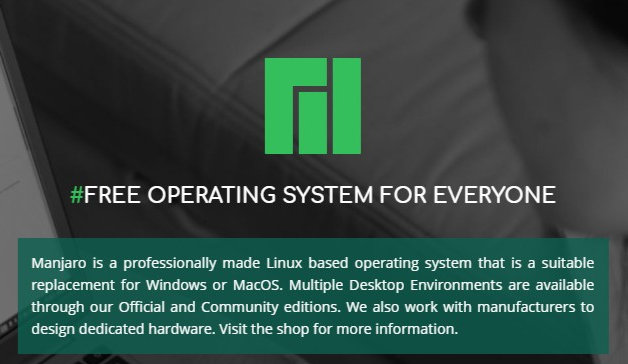 #FREE OPERATING SYSTEM FOR EVERYONE
Manjaro is a professionally made Linux based operating system that is a suitable
replacement for Windows or MacOS. Multiple Desktop Environments are available
through our Official and Community editions. We also work with manufacturers to
design dedicated hardware. Visit the shop for more information.